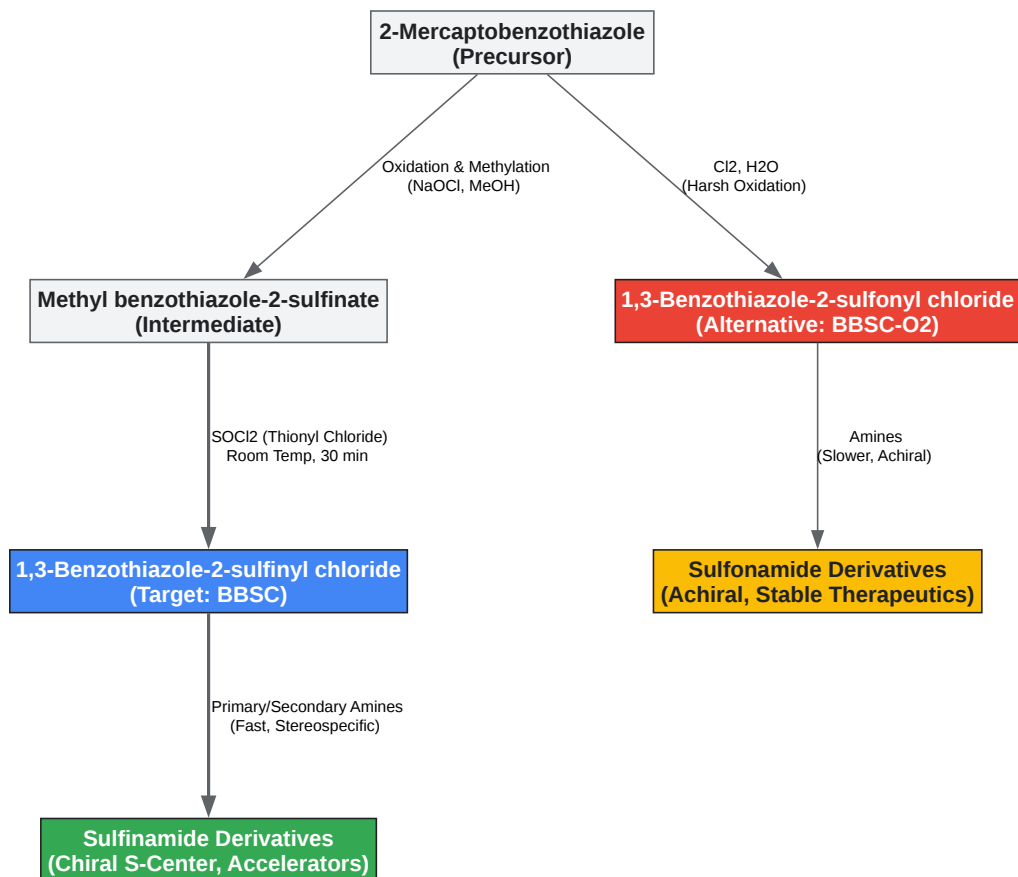 2-Mercaptobenzothiazole
(Precursor)
Oxidation & Methylation
(NaOCl, MeOH)
Cl2, H2O
(Harsh Oxidation)
Methyl benzothiazole-2-sulfinate
(Intermediate)
1,3-Benzothiazole-2-sulfonyl chloride
(Alternative: BBSC-O2)
SOCl2 (Thionyl Chloride)
Room Temp, 30 min
Amines
(Slower, Achiral)
1,3-Benzothiazole-2-sulfinyl chloride
(Target: BBSC)
Sulfonamide Derivatives
(Achiral, Stable Therapeutics)
Primary/Secondary Amines
(Fast, Stereospecific)
Sulfinamide Derivatives
(Chiral S-Center, Accelerators)